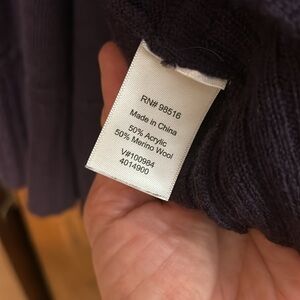 RN# 98516
Made in China
50% Acrylic
50% Merino Wool
V#100984
4014900